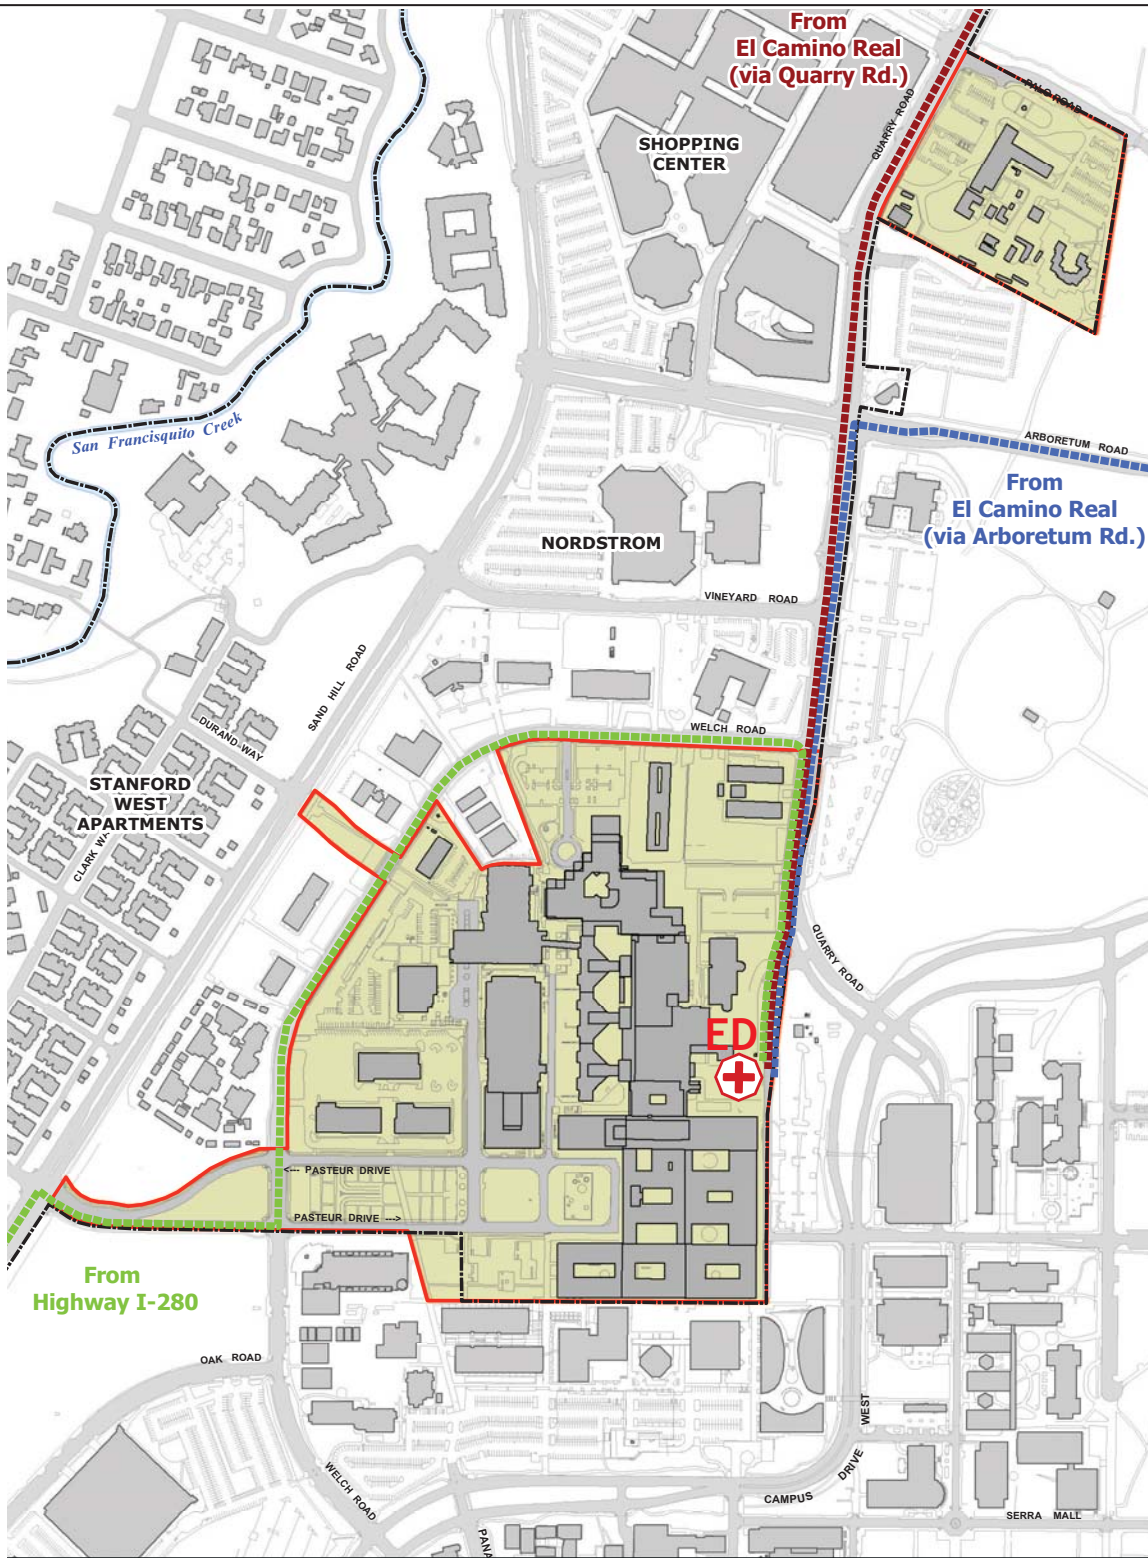 From
El Camino Real
(via Quarry Rd.)
PALO ROAD
QUARRY ROAD
SHOPPING
CENTER
San Francisquito Creek
ARBORETUM ROAD
From
El Camino Real
(via Arboretum Rd.)
NORDSTROM
VINEYARD ROAD
SAND HILL ROAD
DURAND WAY
WELCH ROAD
STANFORD
WEST
APARTMENTS
CLARK WA
QUARRY ROAD
ED
<--- PASTEUR DRIVE
PASTEUR DRIVE --->
From
Highway I-280
OAK ROAD
WELCH ROAD
WEST
DRIVE
CAMPUS
SERRA MALL
PANA